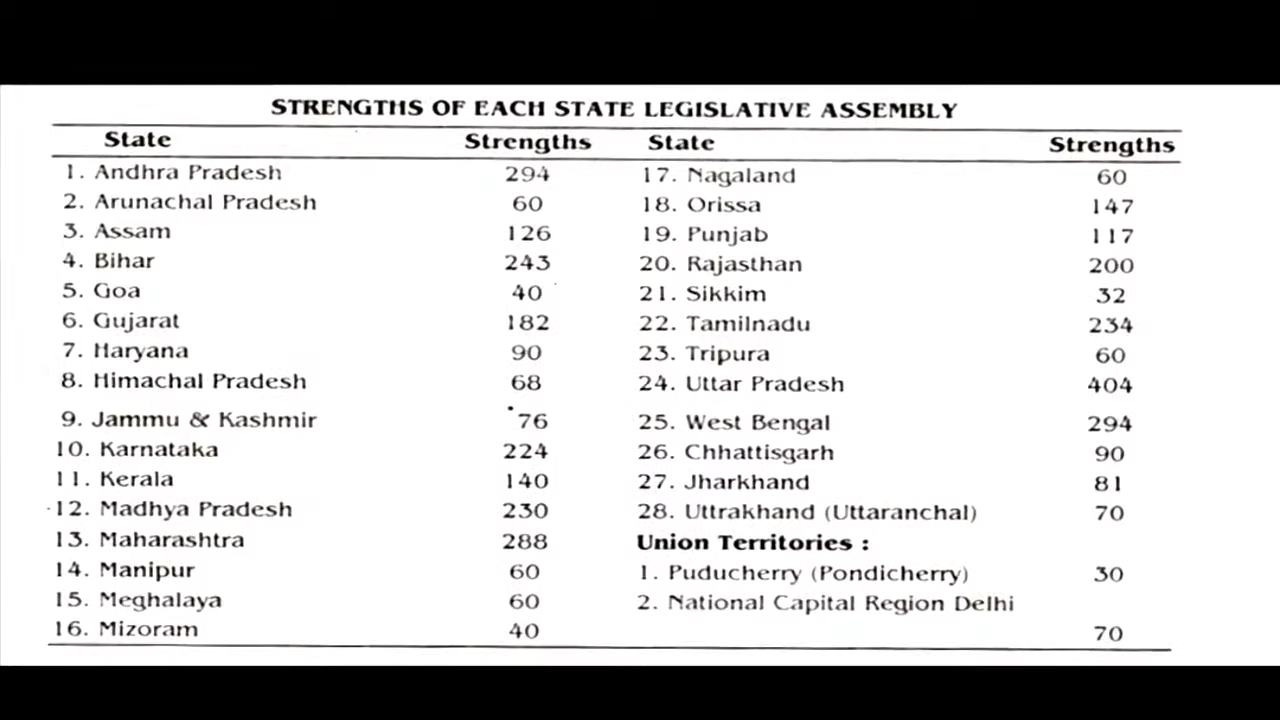 STRENGTHS OF EACH STATE LEGISLATIVE ASSEMBLY
State Strengths State Strengths
1. Andhra Pradesh 294 17. Nagaland 60
2. Arunachal Pradesh 60 18. Orissa 147
3. Assam 126 19. Punjab 117
4. Bihar 243 20. Rajasthan 200
5. Goa 40 21. Sikkim 32
6. Gujarat 182 22. Tamilnadu 234
7. Haryana 90 23. Tripura 60
8. Himachal Pradesh 68 24. Uttar Pradesh 404
9. Jammu & Kashmir 76 25. West Bengal 294
10. Karnataka 224 26. Chhattisgarh 90
11. Kerala 140 27. Jharkhand 81
12. Madhya Pradesh 230 28. Uttrakhand (Uttaranchal) 70
13. Maharashtra 288 Union Territories :
14. Manipur 60 1. Puducherry (Pondicherry) 30
15. Meghalaya 60 2. National Capital Region Delhi
16. Mizoram 40 70